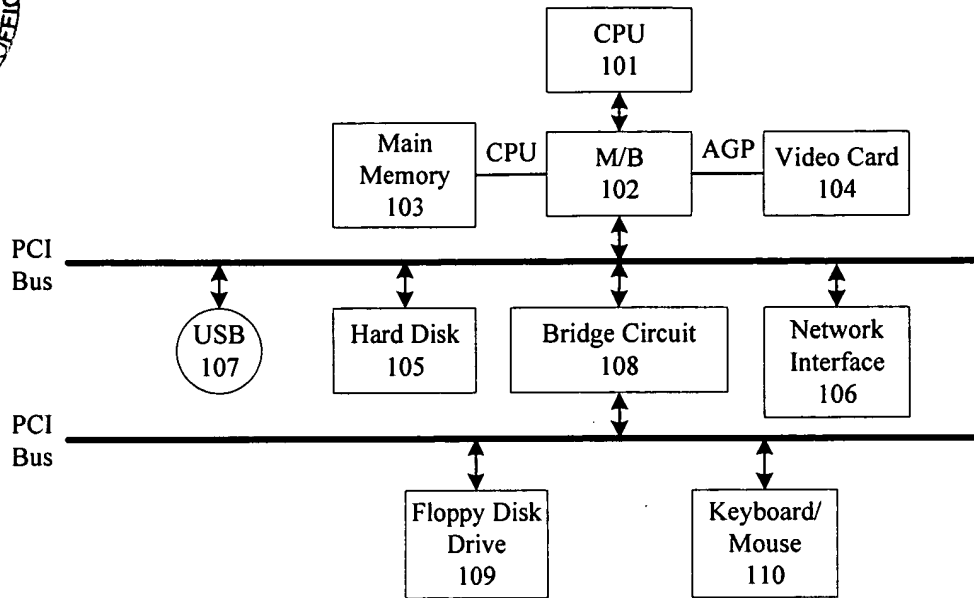 CPU
101
Main
Memory
103
CPU
M/B
102
AGP
Video Card
104
PCI
Bus
USB
107
Hard Disk
105
Bridge Circuit
108
Network
Interface
106
PCI
Bus
Floppy Disk
Drive
109
Keyboard/
Mouse
110